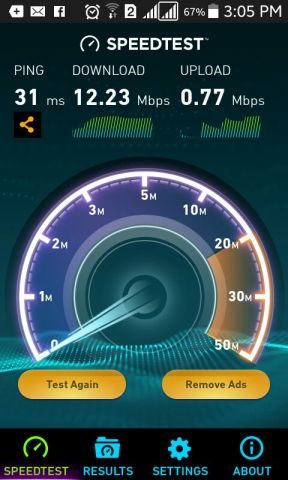 2 67% 3:05 PM
SPEEDTEST™
PING DOWNLOAD UPLOAD
31 ms 12.23 Mbps 0.77 Mbps
5M
3M 10M
2M 20M
1M 30M
0 50M
Test Again Remove Ads
SPEEDTEST RESULTS SETTINGS ABOUT